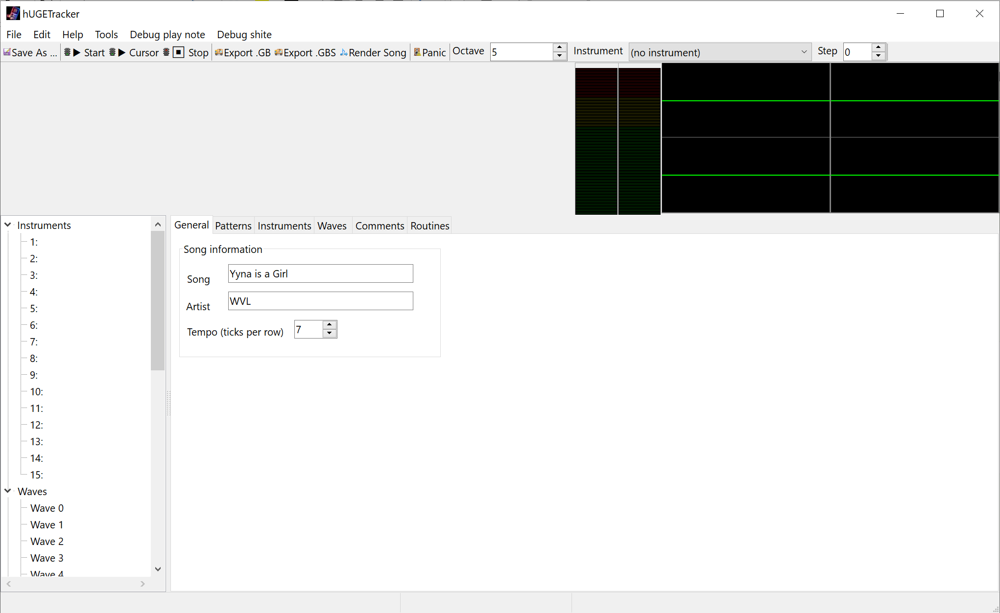 hUGETracker
File Edit Help Tools Debug play note Debug shite
Save As ... Start Cursor Stop Export .GB Export .GBS Render Song Panic Octave 5 Instrument (no instrument) Step 0
Instruments
1:
2:
3:
4:
5:
6:
7:
8:
9:
10:
11:
12:
13:
14:
15:
Waves
Wave 0
Wave 1
Wave 2
Wave 3
Wave 4
General Patterns Instruments Waves Comments Routines
Song information
Song Yyna is a Girl
Artist WVL
Tempo (ticks per row) 7